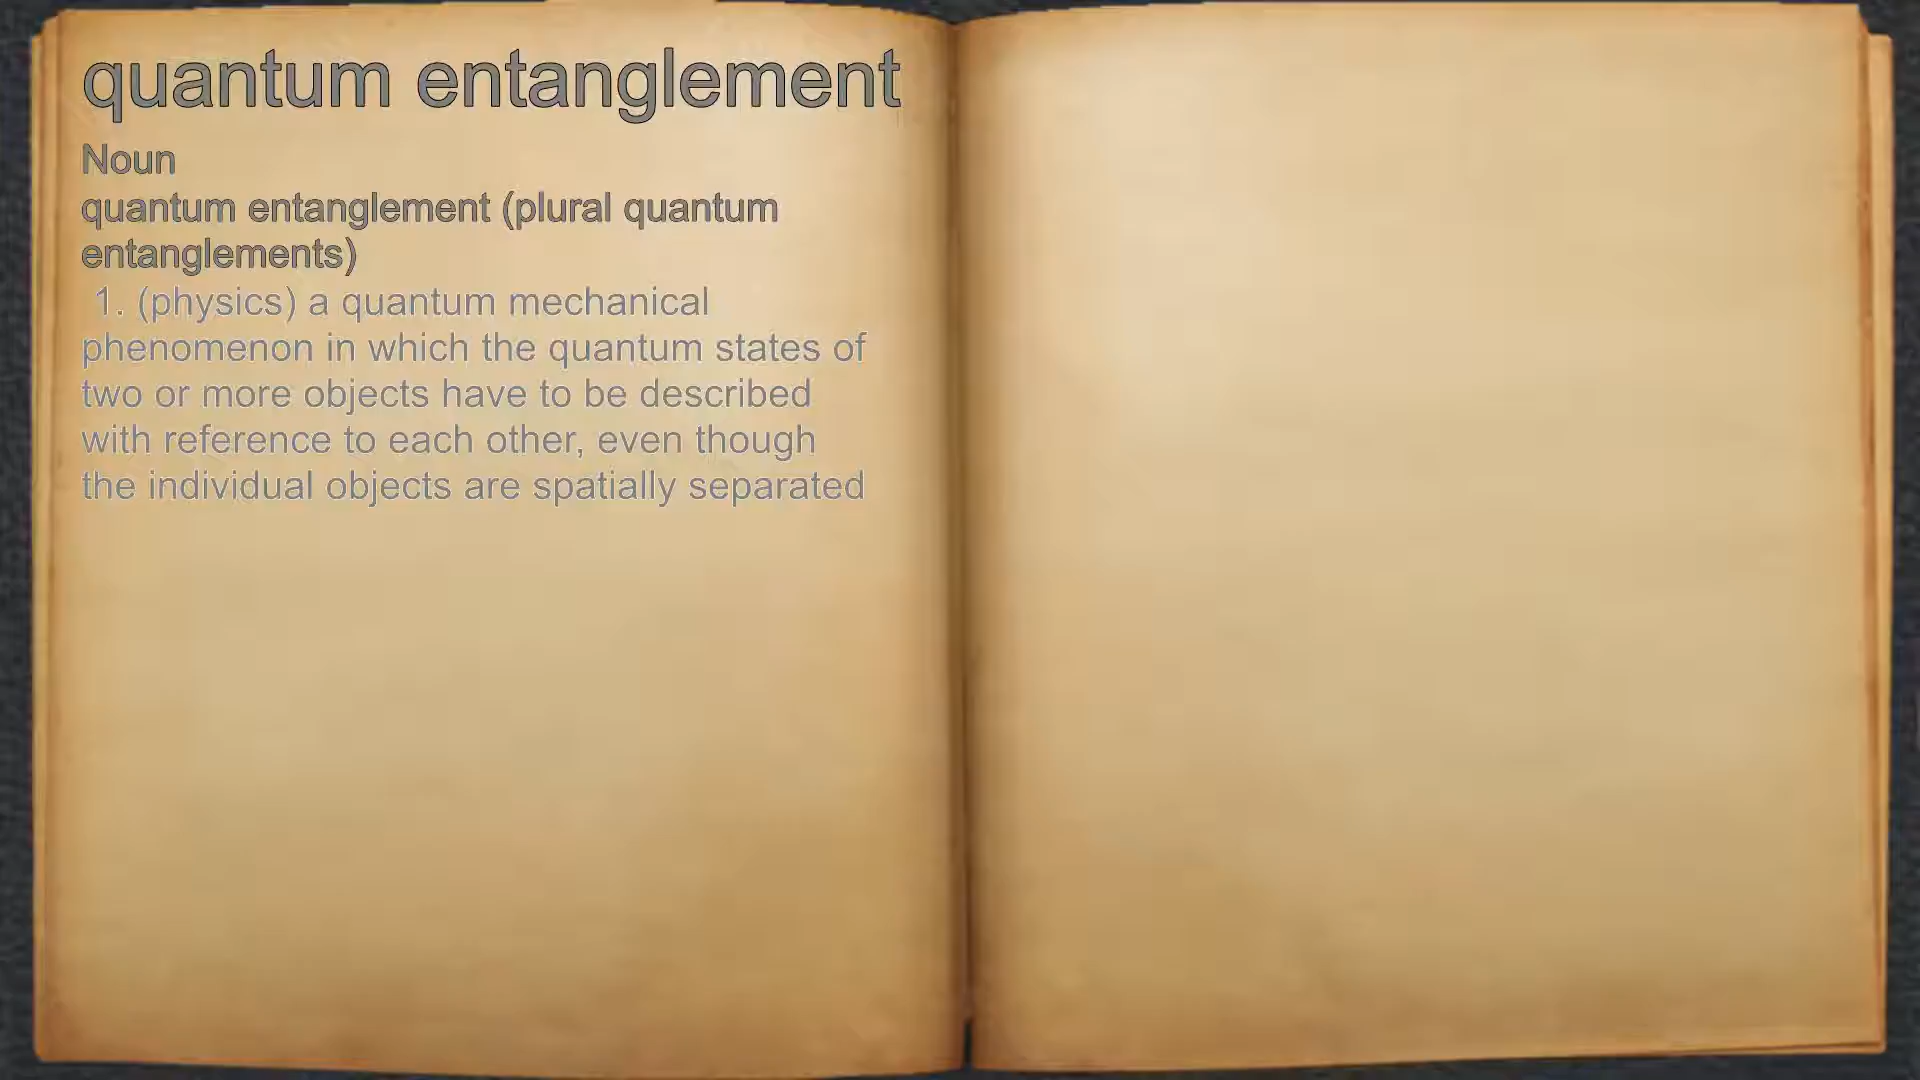 quantum entanglement
Noun
quantum entanglement (plural quantum
entanglements)
1. (physics) a quantum mechanical
phenomenon in which the quantum states of
two or more objects have to be described
with reference to each other, even though
the individual objects are spatially separated